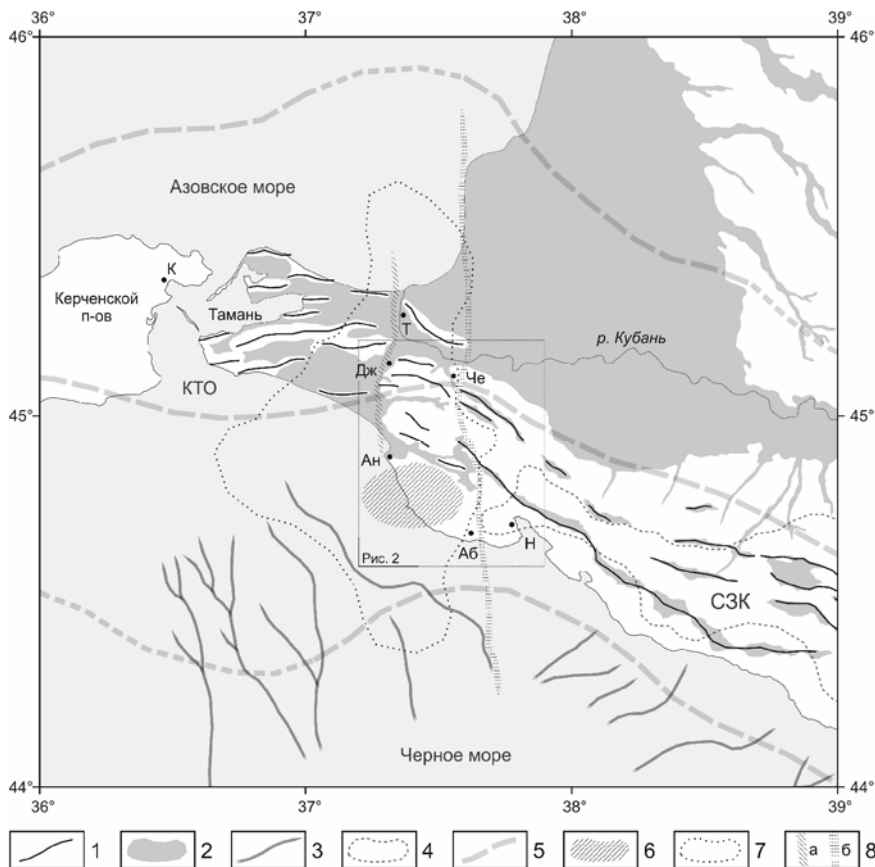 36°
37°
38°
39°
46°
46°
Азовское море
К
Керченской
п-ов
Тамань
Т
р. Кубань
Дж
Че
КТО
45°
45°
Ан
Н
Аб
Рис. 2
СЗК
Черное море
44°
44°
36°
37°
38°
39°
1
2
3
4
5
6
7
а
б
8